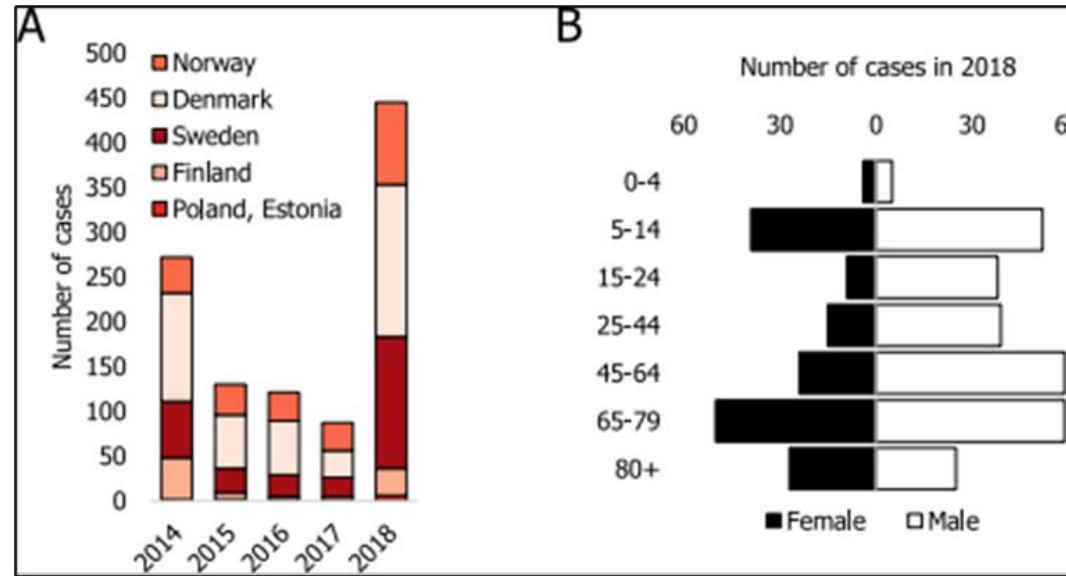 A
500
450
400
350
300
250
200
150
100
50
0
Number of cases
Norway
Denmark
Sweden
Finland
Poland, Estonia
2014
2015
2016
2017
2018
B
Number of cases in 2018
60 30 0 30
0-4
5-14
15-24
25-44
45-64
65-79
80+
Female Male